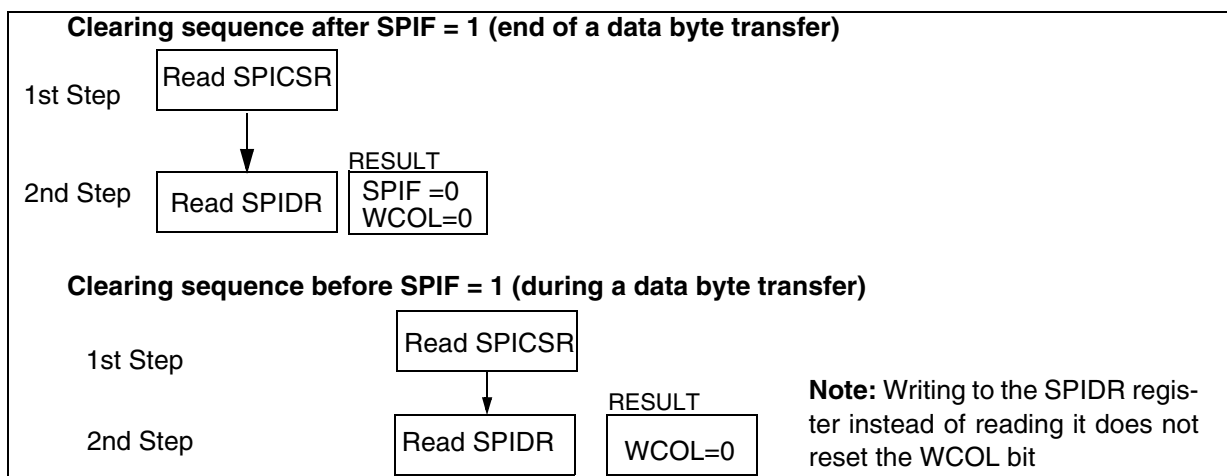 Clearing sequence after SPIF = 1 (end of a data byte transfer)
1st Step
Read SPICSR
2nd Step
Read SPIDR
RESULT
SPIF =0
WCOL=0
Clearing sequence before SPIF = 1 (during a data byte transfer)
1st Step
Read SPICSR
2nd Step
Read SPIDR
RESULT
WCOL=0
Note: Writing to the SPIDR regis-
ter instead of reading it does not
reset the WCOL bit